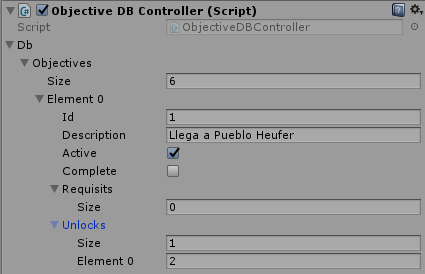 Objective DB Controller (Script)
Script ObjectiveDBController
Db
Objectives
Size 6
Element 0
Id 1
Description Llega a Pueblo Heufer
Active
Complete
Requisits
Size 0
Unlocks
Size 1
Element 0 2